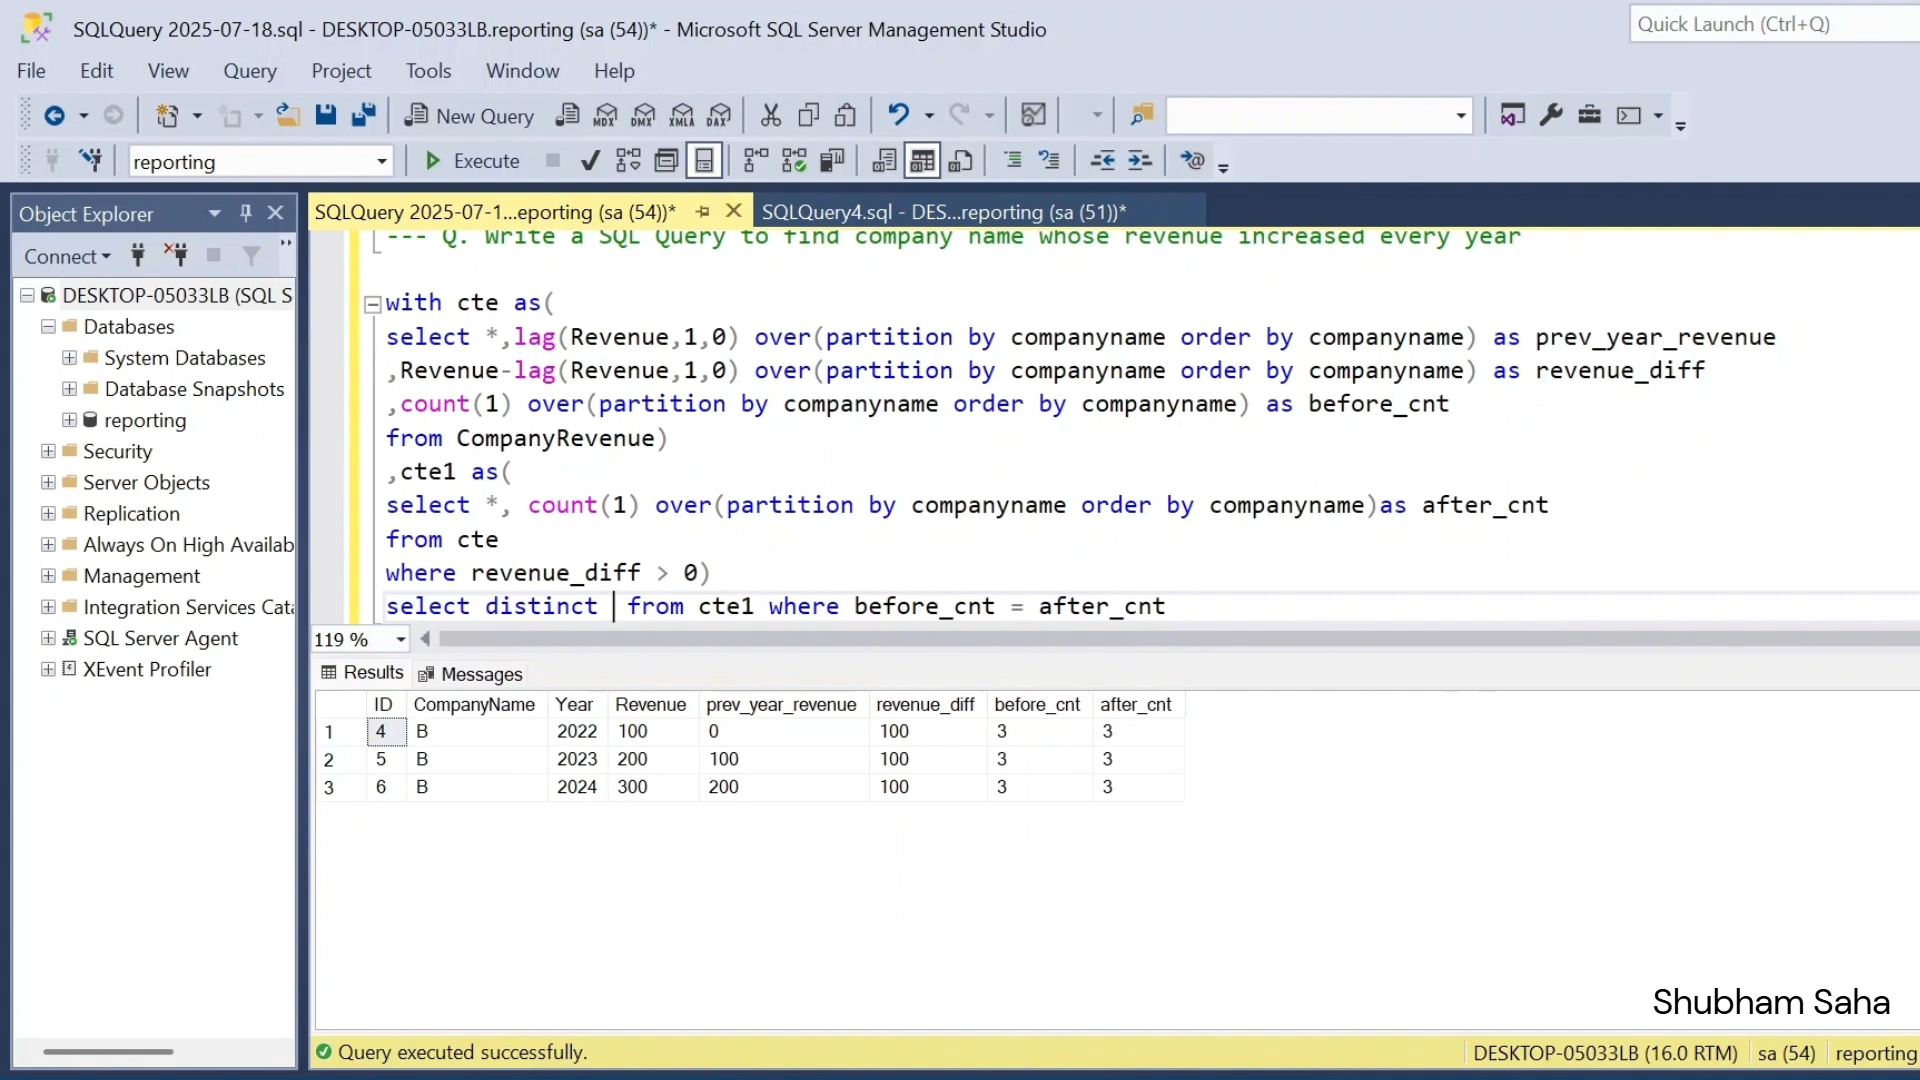 SQLQuery 2025-07-18.sql - DESKTOP-05033LB.reporting (sa (54))* - Microsoft SQL Server Management Studio
Quick Launch (Ctrl+Q)
File Edit View Query Project Tools Window Help
New Query MDX DMX XMLA DAX
reporting Execute
Object Explorer
SQLQuery 2025-07-1...eporting (sa (54))*
SQLQuery4.sql - DES...reporting (sa (51))*
Connect
DESKTOP-05033LB (SQL S
Databases
System Databases
Database Snapshots
reporting
Security
Server Objects
Replication
Always On High Availab
Management
Integration Services Cata
SQL Server Agent
XEvent Profiler
--- Q. Write a SQL Query to find company name whose revenue increased every year
with cte as(
select *,lag(Revenue,1,0) over(partition by companyname order by companyname) as prev_year_revenue
,Revenue-lag(Revenue,1,0) over(partition by companyname order by companyname) as revenue_diff
,count(1) over(partition by companyname order by companyname) as before_cnt
from CompanyRevenue)
,cte1 as(
select *, count(1) over(partition by companyname order by companyname)as after_cnt
from cte
where revenue_diff > 0)
select distinct from cte1 where before_cnt = after_cnt
119 %
Results Messages
ID CompanyName Year Revenue prev_year_revenue revenue_diff before_cnt after_cnt
1 4 B 2022 100 0 100 3 3
2 5 B 2023 200 100 100 3 3
3 6 B 2024 300 200 100 3 3
Shubham Saha
Query executed successfully.
DESKTOP-05033LB (16.0 RTM) sa (54) reporting